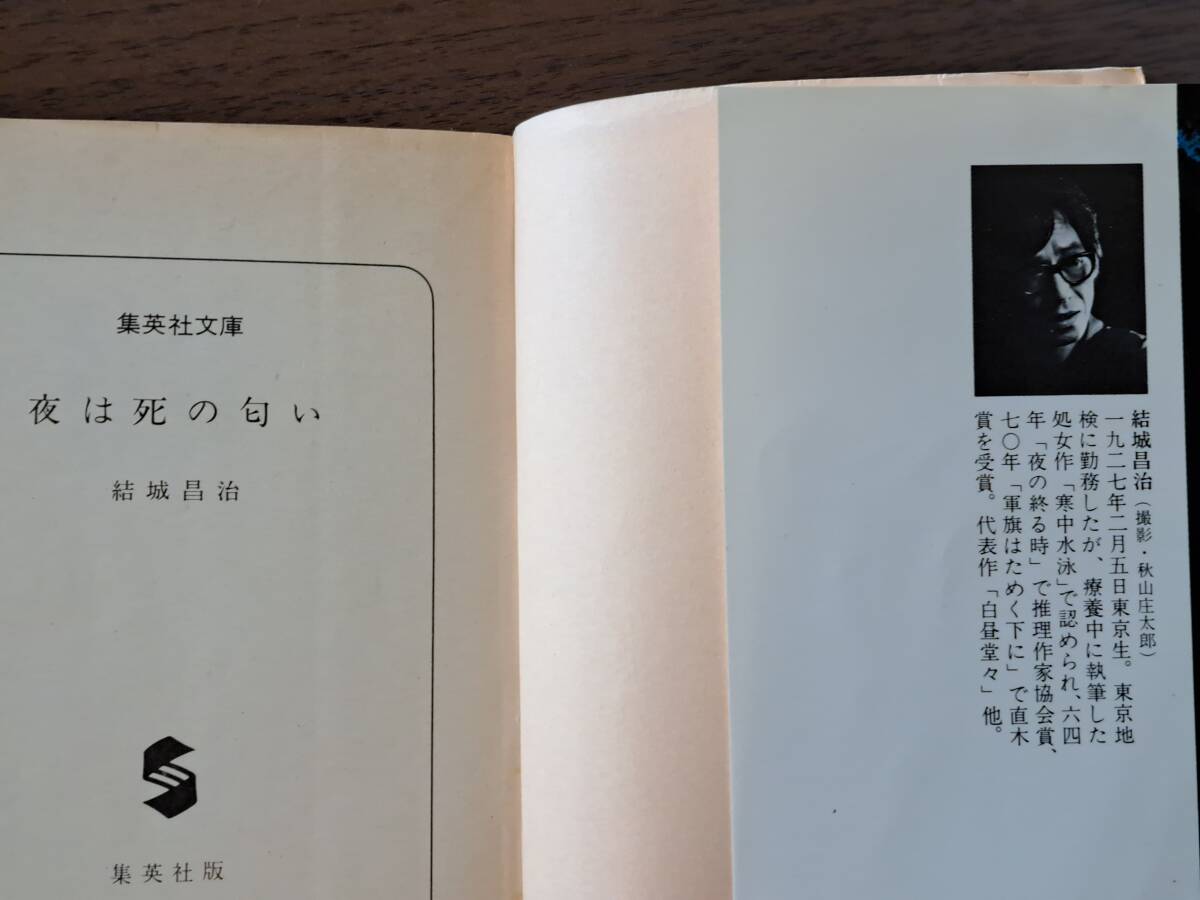 集英社文庫
夜は死の匂い
結城昌治
集英社版
結城昌治(撮影・秋山庄太郎)
一九二七年二月五日東京生。東京地
検に勤務したが、療養中に執筆した
処女作「寒中水泳」で認められ、六四
年「夜の終る時」で推理作家協会賞、
七〇年「軍旗はためく下に」で直木
賞を受賞。代表作「白昼堂々」他。